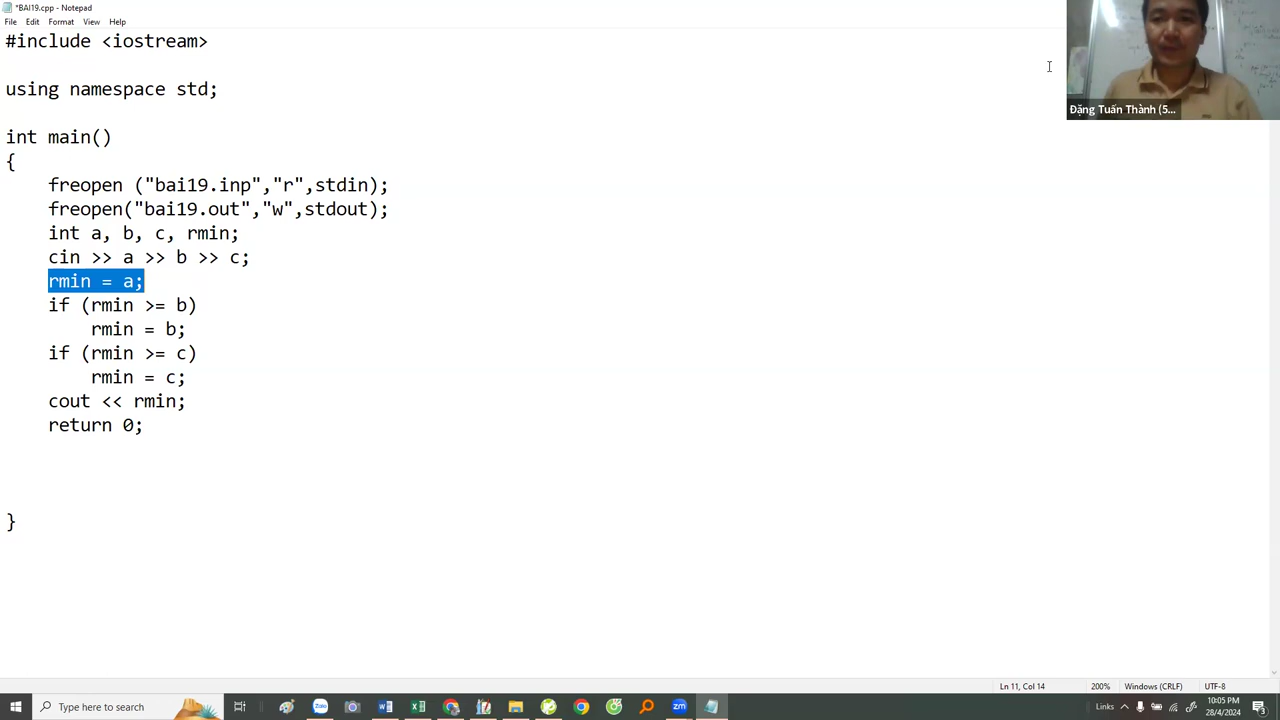 *BAI19.cpp - Notepad
File Edit Format View Help
#include <iostream>
using namespace std;
int main()
{
freopen ("bai19.inp","r",stdin);
freopen("bai19.out","w",stdout);
int a, b, c, rmin;
cin >> a >> b >> c;
rmin = a;
if (rmin >= b)
rmin = b;
if (rmin >= c)
rmin = c;
cout << rmin;
return 0;
}
Đặng Tuấn Thành (5...
Ln 11, Col 14 200% Windows (CRLF) UTF-8
Type here to search
Links
10:05 PM
28/4/2024
3